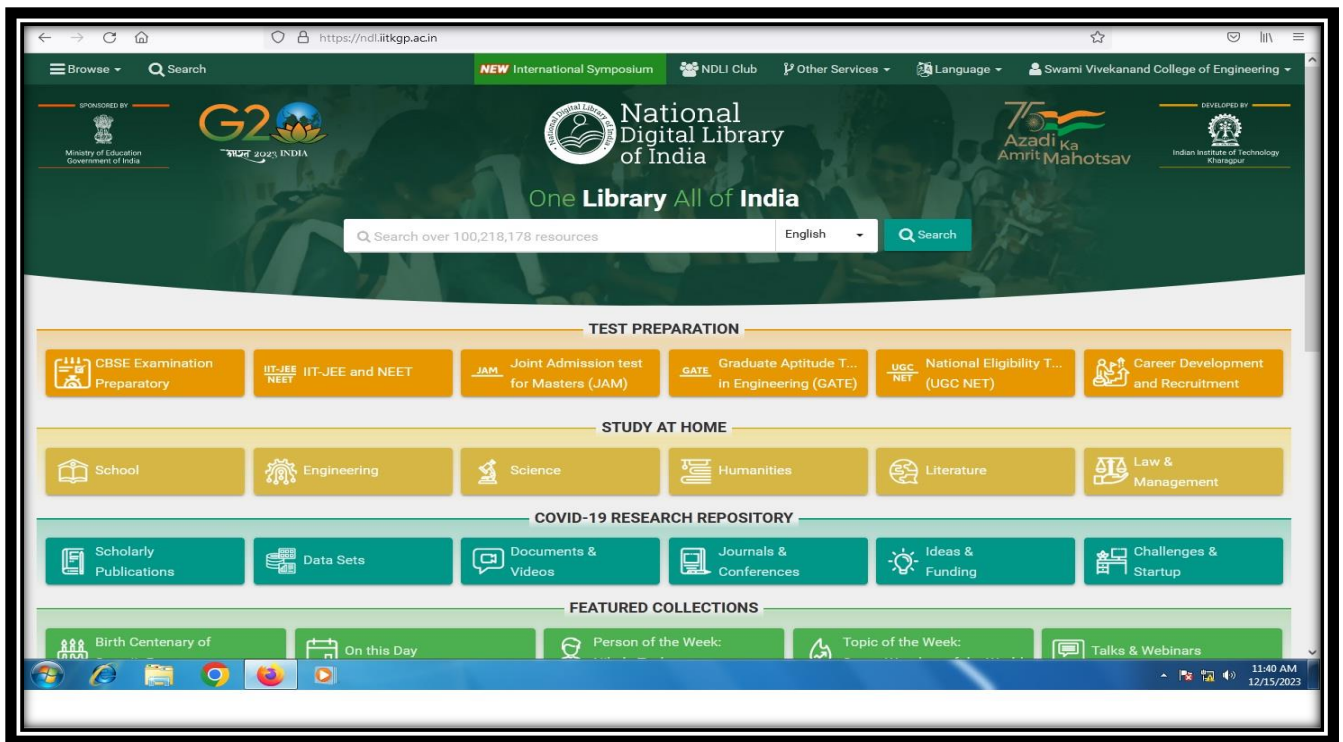 https://ndl.iitkgp.ac.in
Browse Search NEW International Symposium NDLI Club Other Services Language Swami Vivekanand College of Engineering
SPONSORED BY
Ministry of Education
Government of India
G20
भारत 2023 INDIA
National Digital Library of India
National
Digital Library
of India
75
Azadi Ka
Amrit Mahotsav
DEVELOPED BY
Indian Institute of Technology
Kharagpur
One Library All of India
Search over 100,218,178 resources English Search
TEST PREPARATION
CBSE Examination
Preparatory
IIT-JEE
NEET
IIT-JEE and NEET
JAM
Joint Admission test
for Masters (JAM)
GATE
Graduate Aptitude T...
in Engineering (GATE)
UGC
NET
National Eligibility T...
(UGC NET)
Career Development
and Recruitment
STUDY AT HOME
School
Engineering
Science
Humanities
Literature
Law &
Management
COVID-19 RESEARCH REPOSITORY
Scholarly
Publications
Data Sets
Documents &
Videos
Journals &
Conferences
Ideas &
Funding
Challenges &
Startup
FEATURED COLLECTIONS
Birth Centenary of
On this Day
Person of the Week:
Topic of the Week:
Talks & Webinars
11:40 AM
12/15/2023